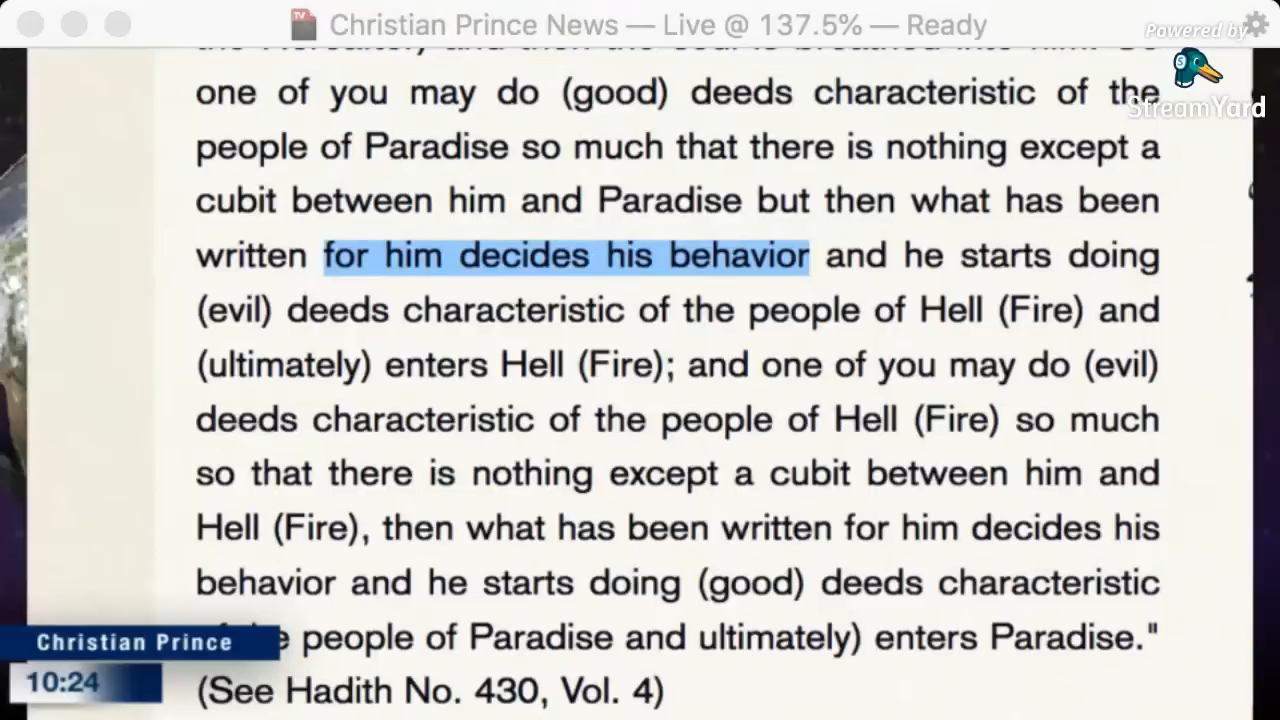 Christian Prince News — Live @ 137.5% — Ready
Powered by
StreamYard
one of you may do (good) deeds characteristic of the
people of Paradise so much that there is nothing except a
cubit between him and Paradise but then what has been
written for him decides his behavior and he starts doing
(evil) deeds characteristic of the people of Hell (Fire) and
(ultimately) enters Hell (Fire); and one of you may do (evil)
deeds characteristic of the people of Hell (Fire) so much
so that there is nothing except a cubit between him and
Hell (Fire), then what has been written for him decides his
behavior and he starts doing (good) deeds characteristic
people of Paradise and ultimately) enters Paradise."
(See Hadith No. 430, Vol. 4)
Christian Prince
10:24